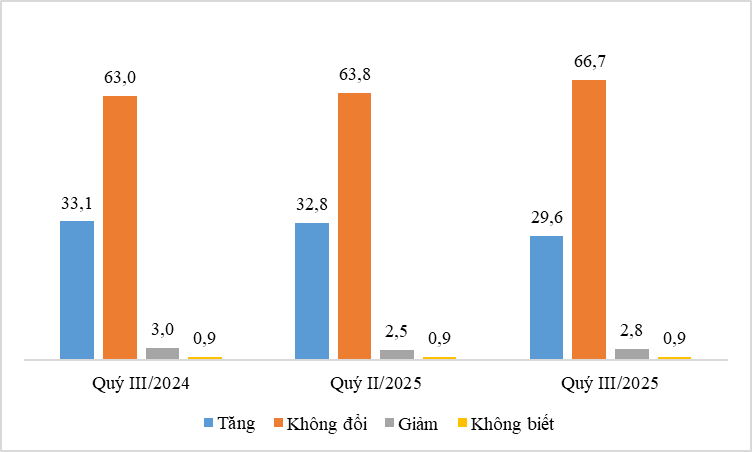 66,7
63,8
63,0
33,1
32,8
29,6
3,0
0,9
2,5
0,9
2,8
0,9
Quý III/2024
Quý II/2025
Quý III/2025
Tăng
Không đổi
Giảm
Không biết